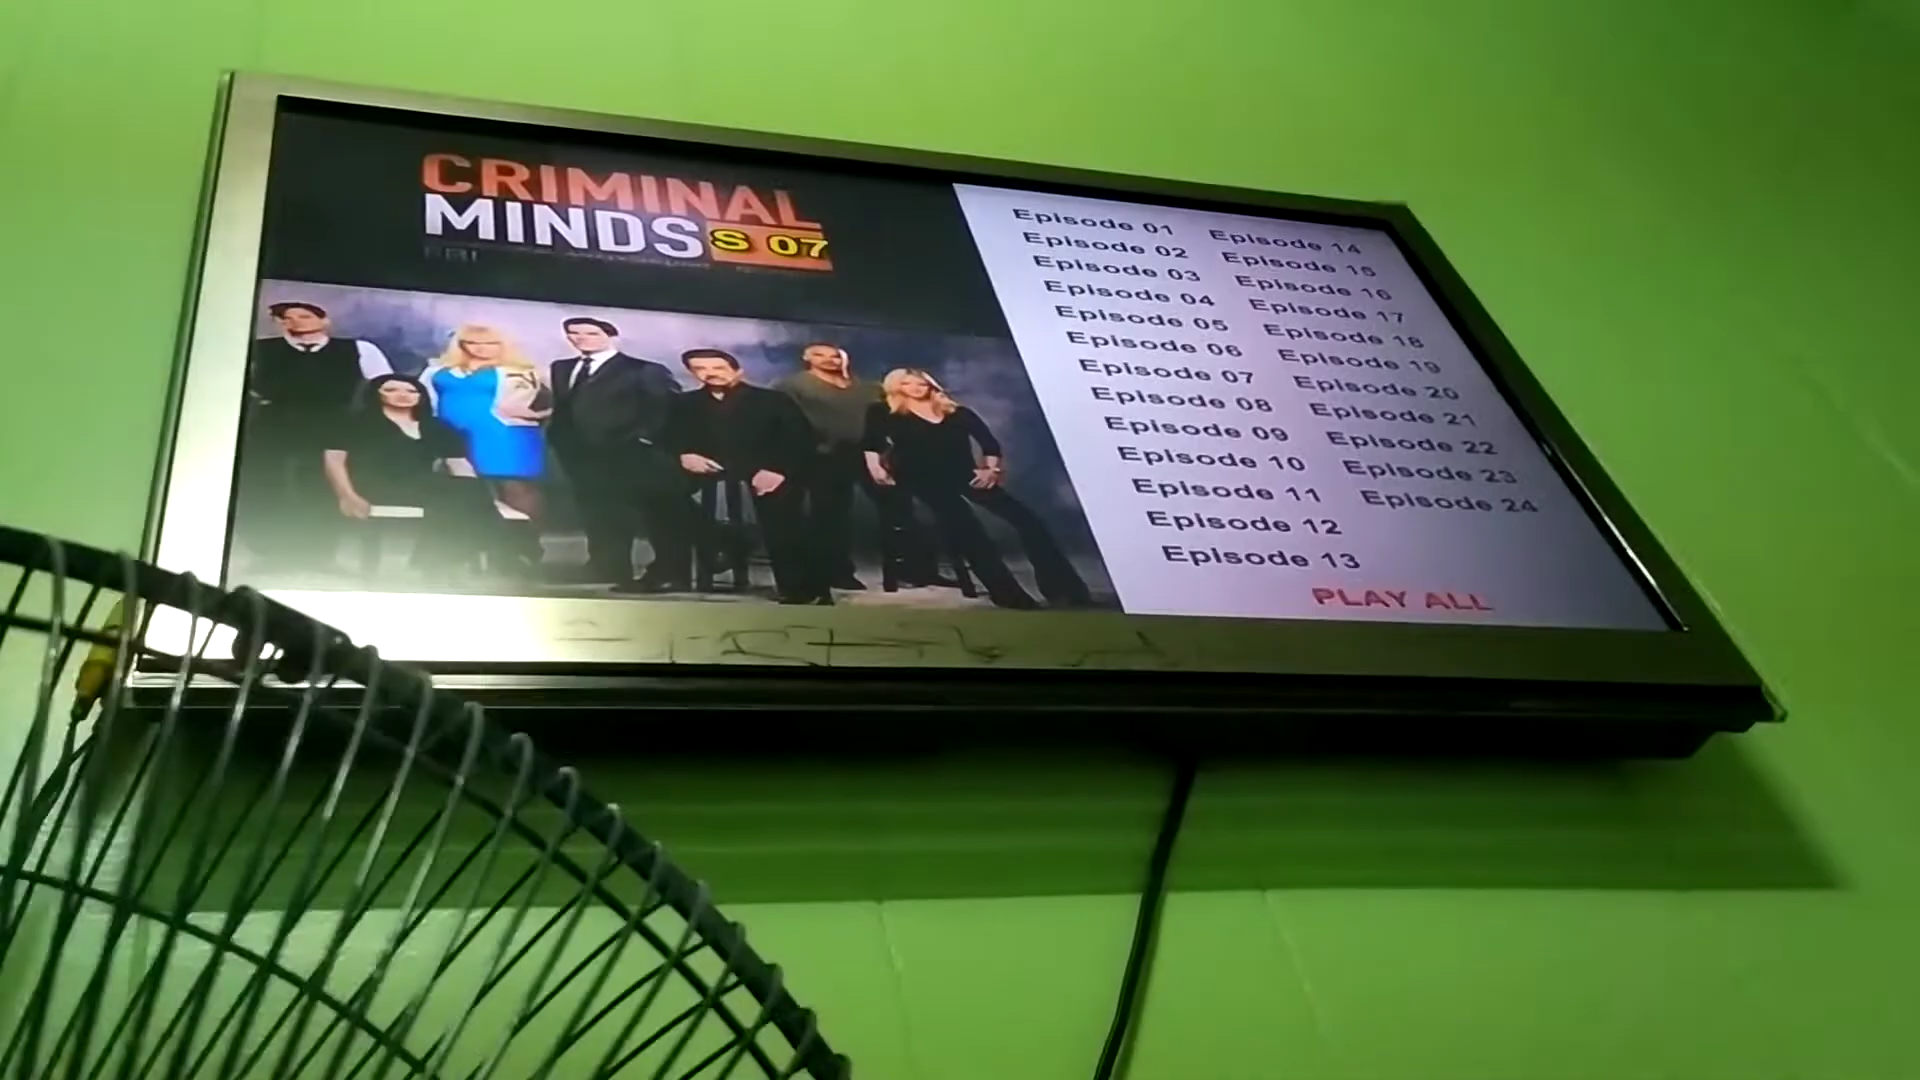 CRIMINAL
MINDS S 07
Episode 01
Episode 02
Episode 03
Episode 04
Episode 05
Episode 06
Episode 07
Episode 08
Episode 09
Episode 10
Episode 11
Episode 12
Episode 13
Episode 14
Episode 15
Episode 16
Episode 17
Episode 18
Episode 19
Episode 20
Episode 21
Episode 22
Episode 23
Episode 24
PLAY ALL